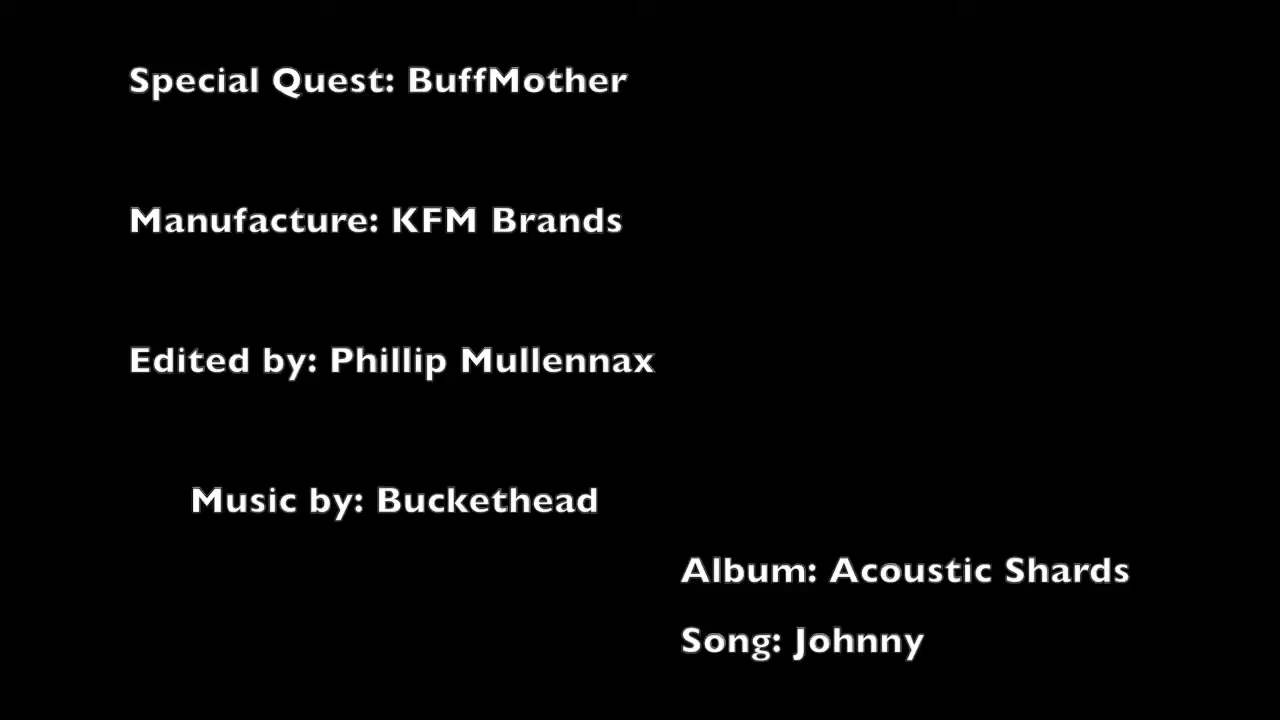 Special Quest: BuffMother
Manufacture: KFM Brands
Edited by: Phillip Mullennax
Music by: Buckethead
Album: Acoustic Shards
Song: Johnny